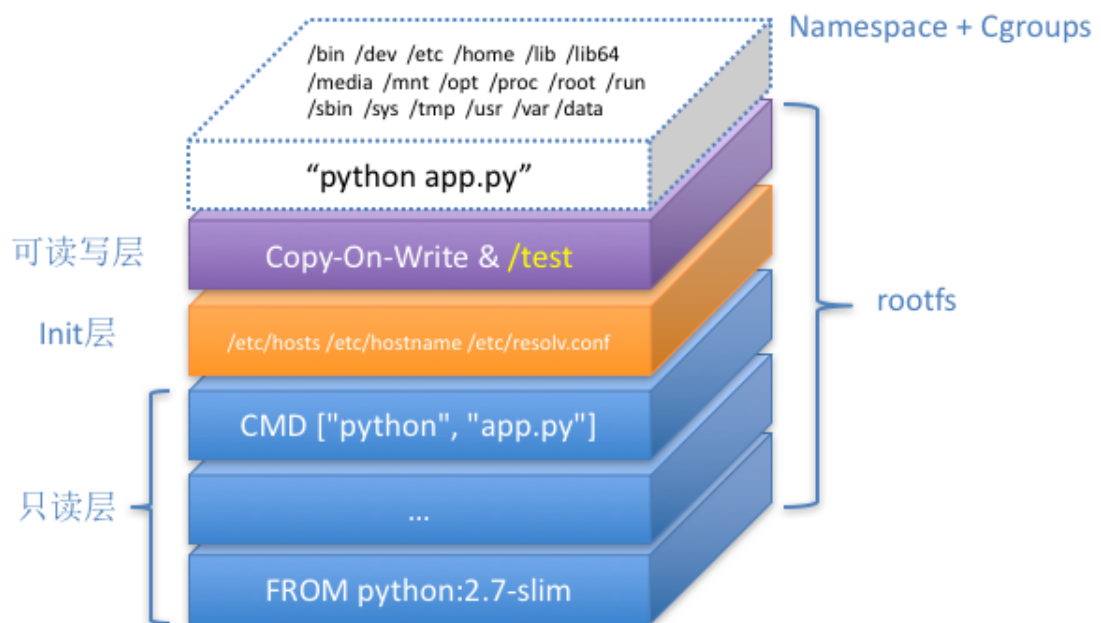 Namespace + Cgroups
/bin /dev /etc /home /lib /lib64
/media /mnt /opt /proc /root /run
/sbin /sys /tmp /usr /var /data
“python app.py”
可读写层
Copy-On-Write & /test
rootfs
Init层
/etc/hosts /etc/hostname /etc/resolv.conf
CMD ["python", "app.py"]
只读层
...
FROM python:2.7-slim